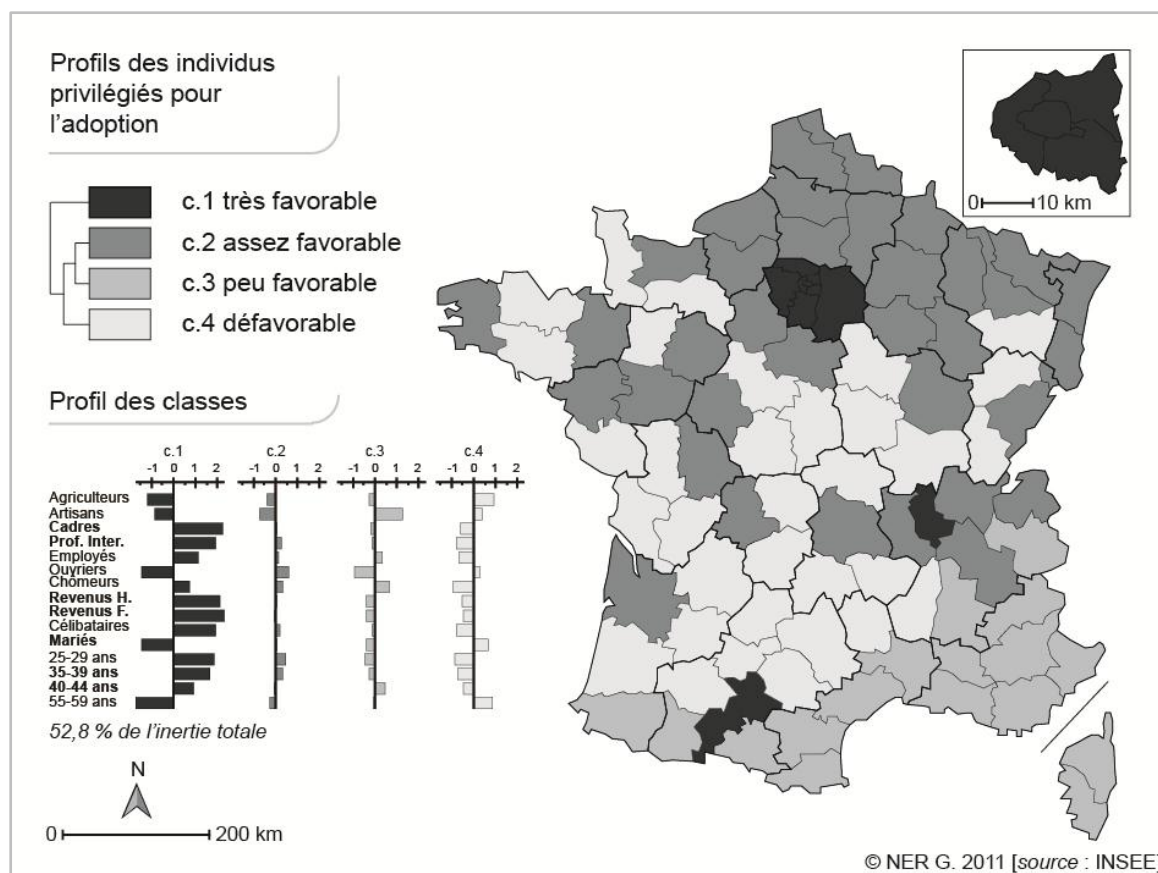 Profils des individus
privilégiés pour
l’adoption
c.1 très favorable
c.2 assez favorable
c.3 peu favorable
c.4 défavorable
Profil des classes
c.1
-1 0 1 2
c.2
-1 0 1 2
c.3
-1 0 1 2
c.4
-1 0 1 2
Agriculteurs
Artisans
Cadres
Prof. Inter.
Employés
Ouvriers
Chômeurs
Revenus H.
Revenus F.
Célibataires
Mariés
25-29 ans
35-39 ans
40-44 ans
55-59 ans
52,8 % de l’inertie totale
N
0 200 km
0 10 km
© NER G. 2011 [source : INSEE]